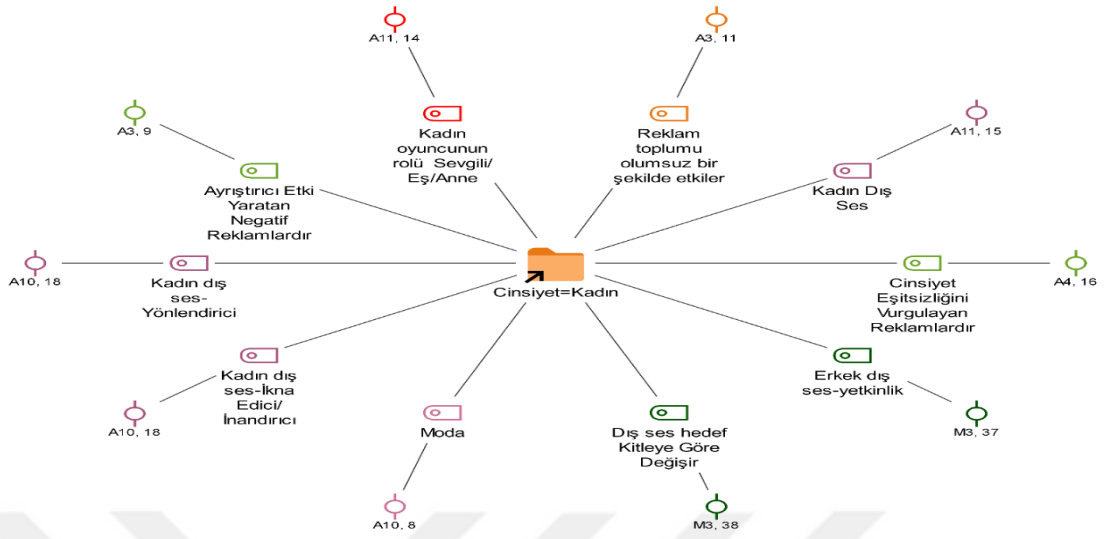 A11, 14
A3, 11
A3, 9
Kadın
oyuncunun
rolü Sevgili/
Eş/Anne
Reklam
toplumu
olumsuz bir
şekilde etkiler
A11, 15
Ayrıştırıcı Etki
Yaratan
Negatif
Reklamlardır
Kadın Dış
Ses
A10, 18
Kadın dış
ses-
Yönlendirici
Cinsiyet=Kadın
Cinsiyet
Eşitsizliğini
Vurgulayan
Reklamlardır
A4, 16
Kadın dış
ses-İkna
Edici/
İnandırıcı
A10, 18
Erkek dış
ses-yetkinlik
M3, 37
Moda
A10, 8
Dış ses hedef
Kitleye Göre
Değişir
M3, 38